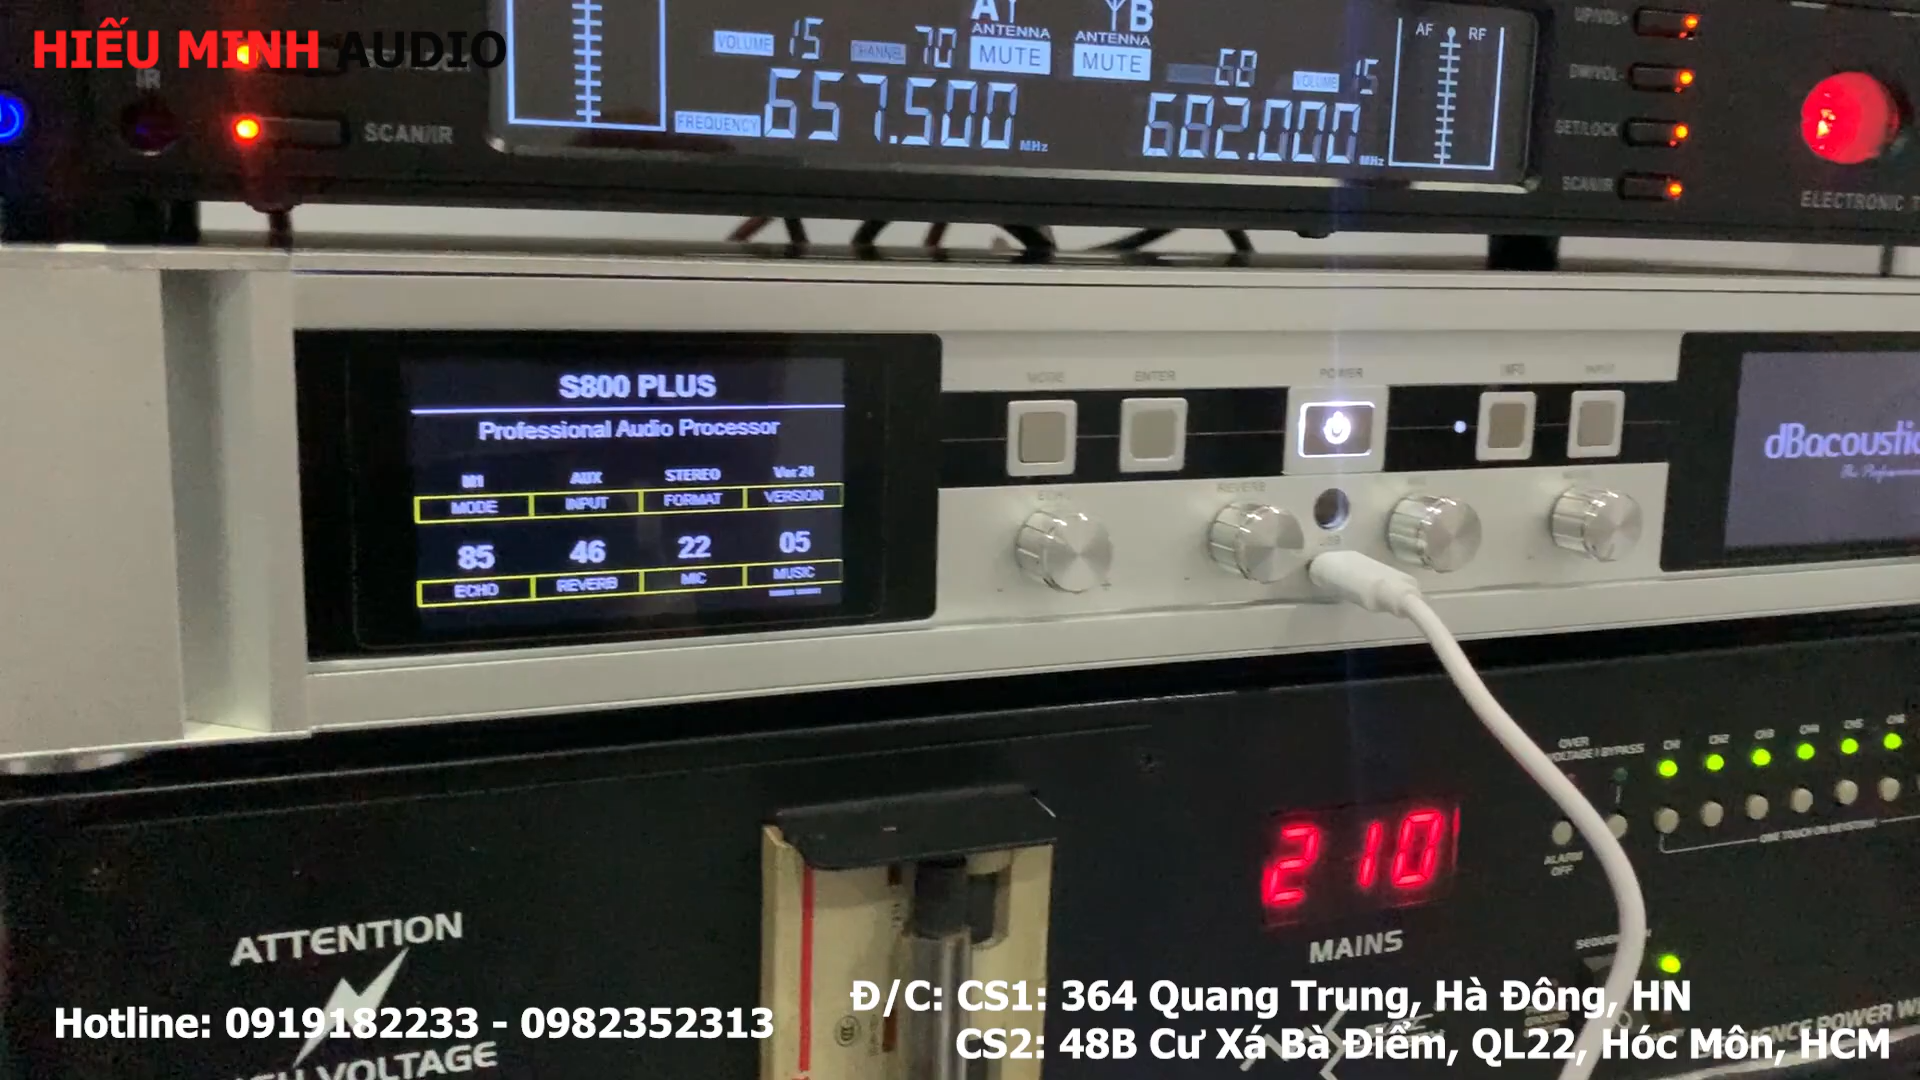 HIẾU MINH AUDIO
IR
SCAN/IR
VOLUME 15 CHANNEL 70
A ANTENNA MUTE
B ANTENNA MUTE
68 VOLUME 15
FREQUENCY 657.500 MHz
682.000 MHz
AF RF
UP/VOL+
DW/VOL-
SET/LOCK
SCAN/IR
ELECTRONIC
S800 PLUS
Professional Audio Processor
M1 AUX STEREO Ver 28
MODE INPUT FORMAT VERSION
85 46 22 05
ECHO REVERB MIC MUSIC
MODE ENTER POWER INFO INPUT
ECHO REVERB
USB
dBacoustic
OVER VOLTAGE BYPASS
CH1 CH2 CH3 CH4 CH5 CH6
ALARM OFF
210
MAINS
ATTENTION
VOLTAGE
Hotline: 0919182233 - 0982352313
Đ/C: CS1: 364 Quang Trung, Hà Đông, HN
CS2: 48B Cư Xá Bà Điểm, QL22, Hóc Môn, HCM